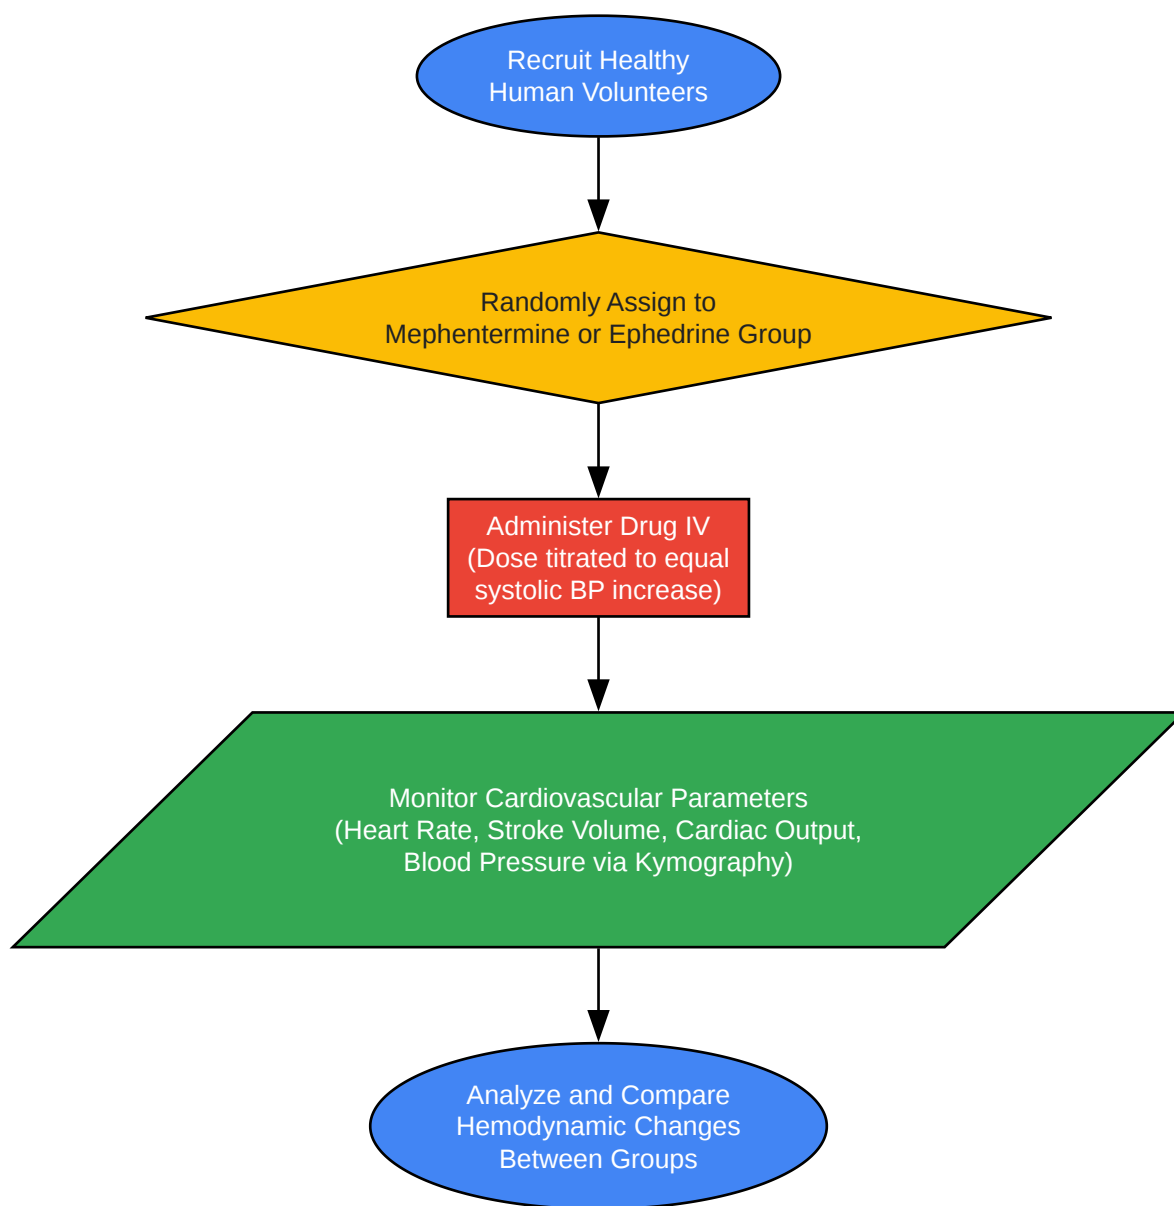 Recruit Healthy
Human Volunteers
Randomly Assign to
Mephentermine or Ephedrine Group
Administer Drug IV
(Dose titrated to equal
systolic BP increase)
Monitor Cardiovascular Parameters
(Heart Rate, Stroke Volume, Cardiac Output,
Blood Pressure via Kymography)
Analyze and Compare
Hemodynamic Changes
Between Groups